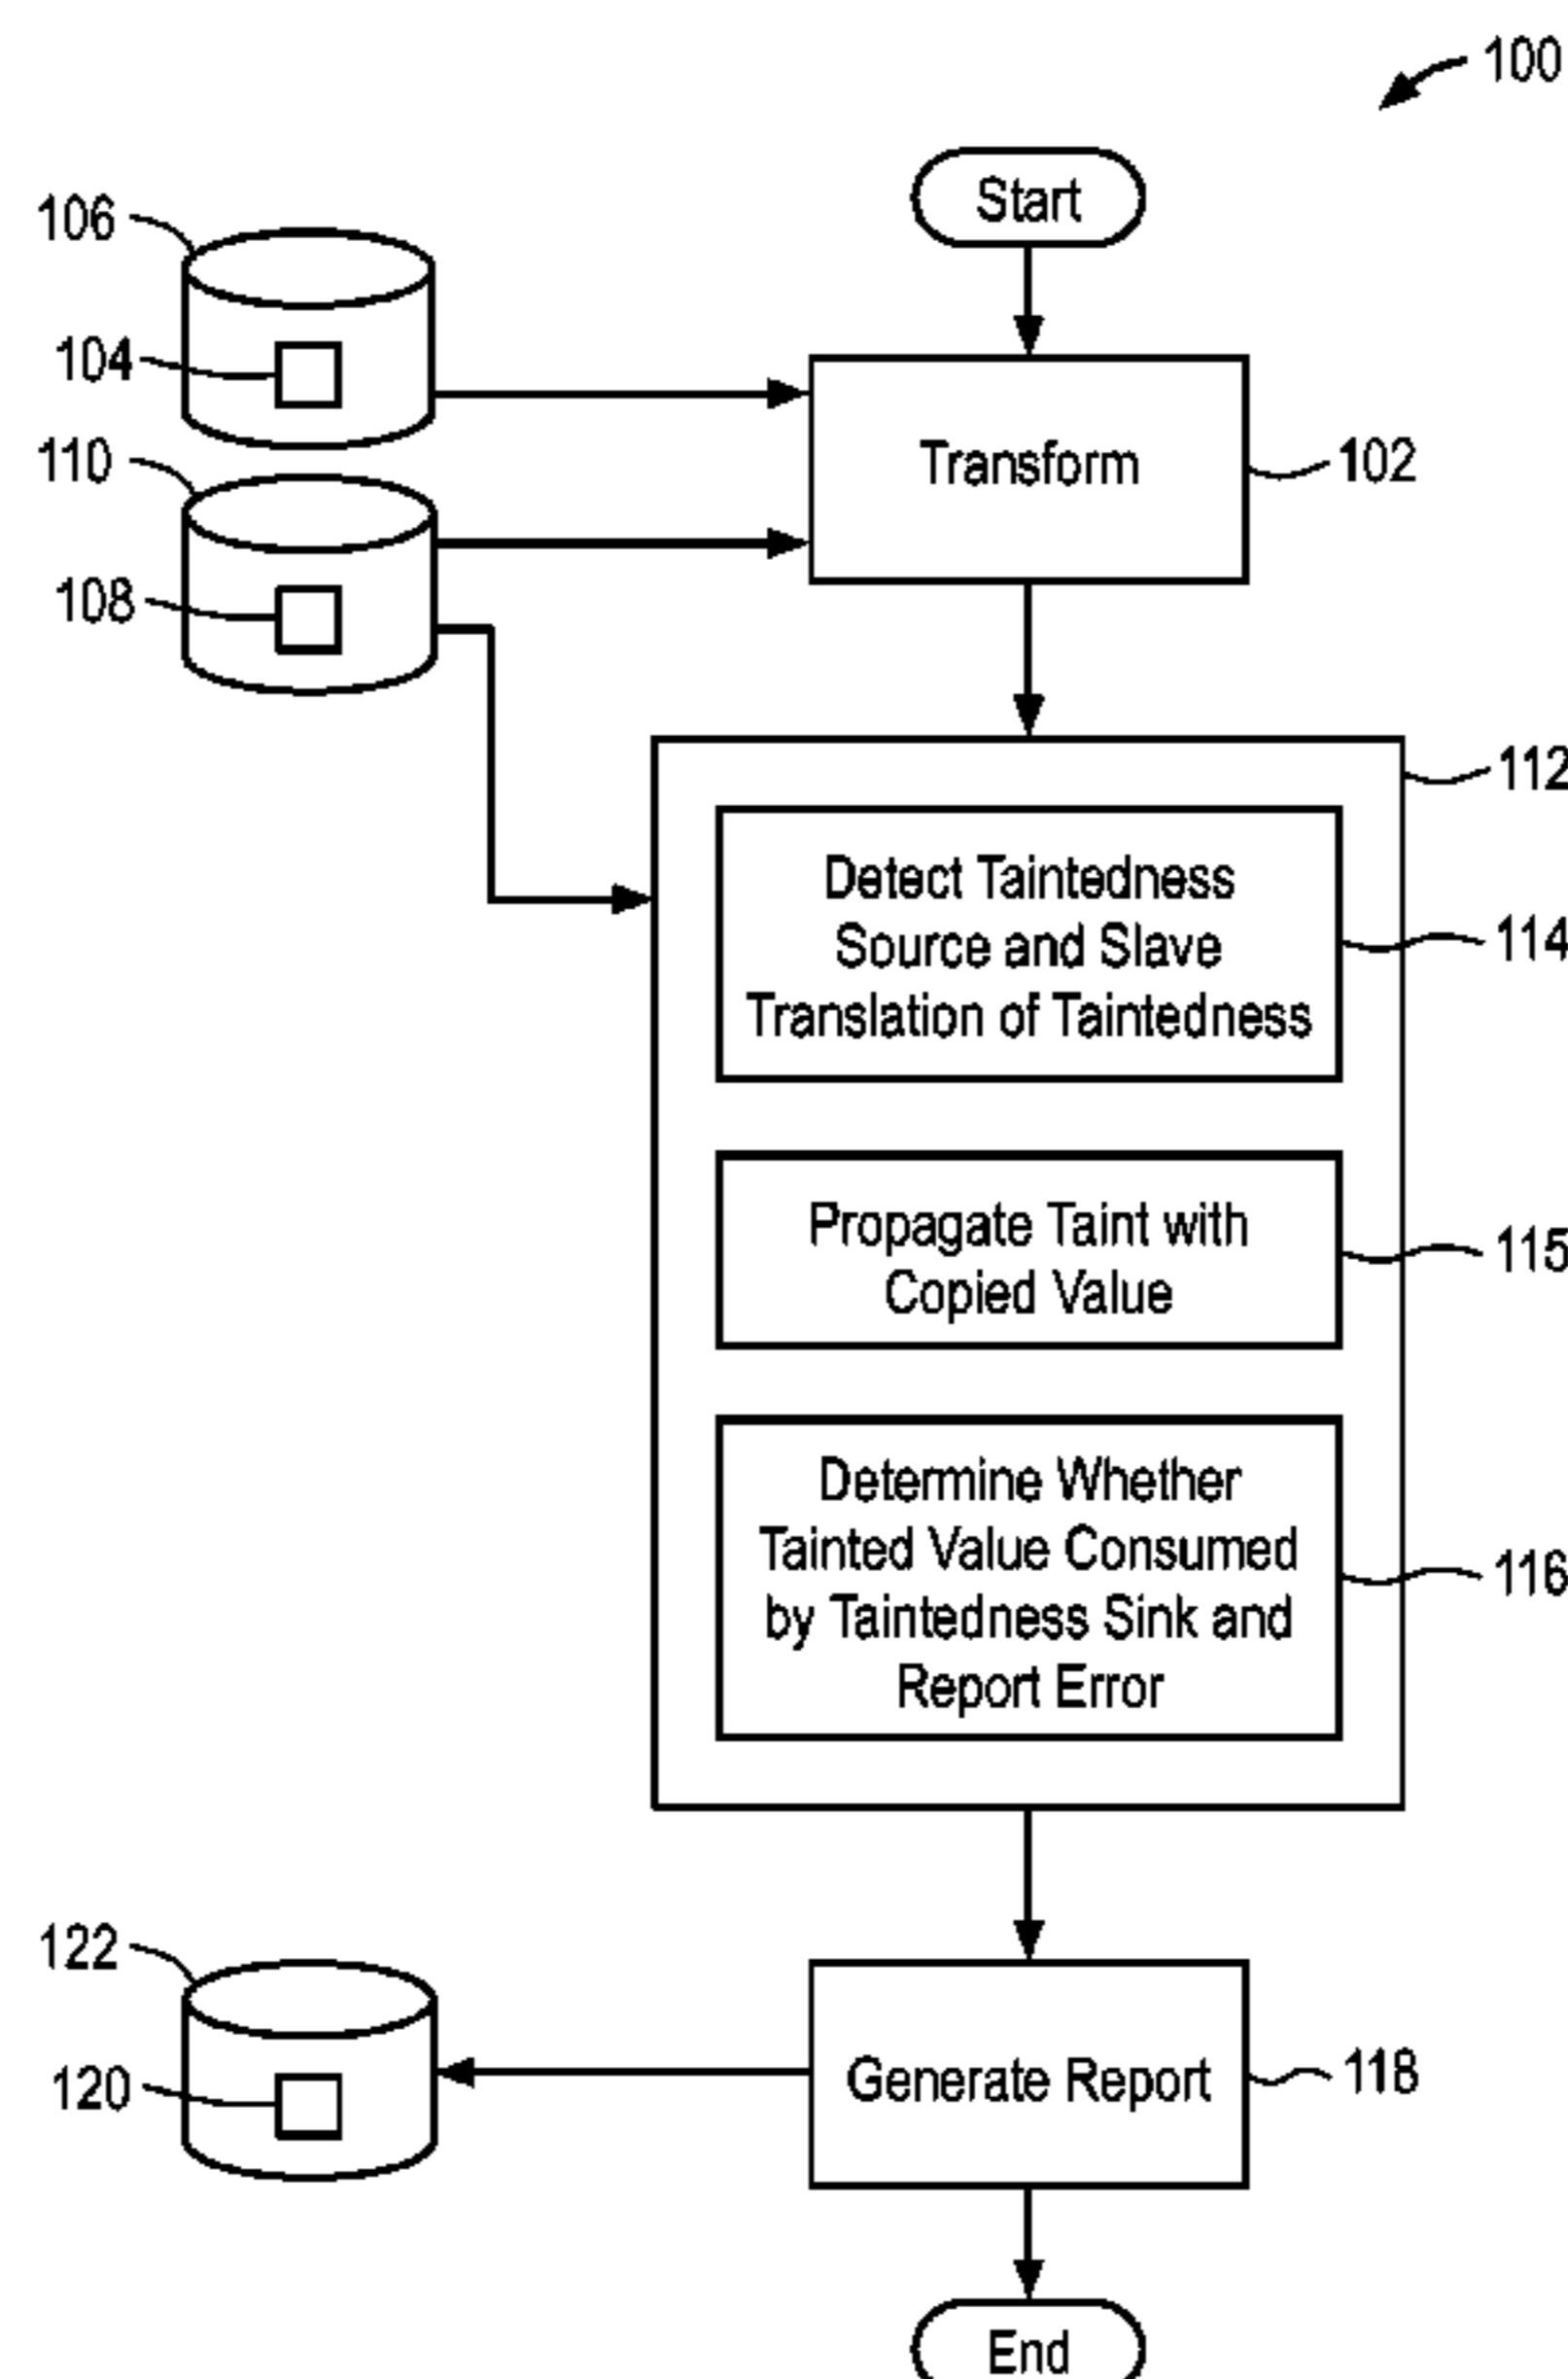 100
Start
106
104
110
Transform
102
108
112
Detect Taintedness
Source and Slave
Translation of Taintedness
114
Propagate Taint with
Copied Value
115
Determine Whether
Tainted Value Consumed
by Taintedness Sink and
Report Error
116
122
120
Generate Report
118
End